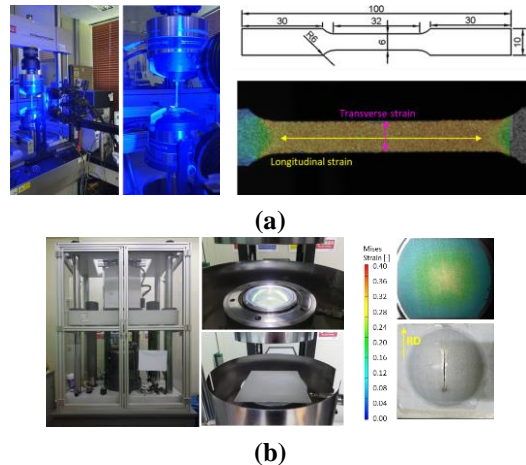 100
30
32
30
R6
6
10
Transverse strain
Longitudinal strain
(a)
Mises
Strain [-]
0.40
0.36
0.32
0.28
0.24
0.20
0.16
0.12
0.08
0.04
0.00
RD
(b)